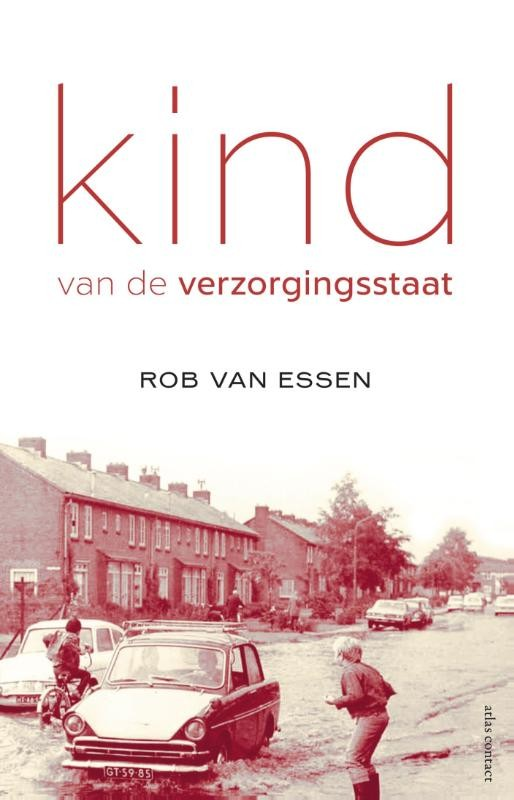 kind
van de verzorgingsstaat
ROB VAN ESSEN
atlas contact
GT-59-85